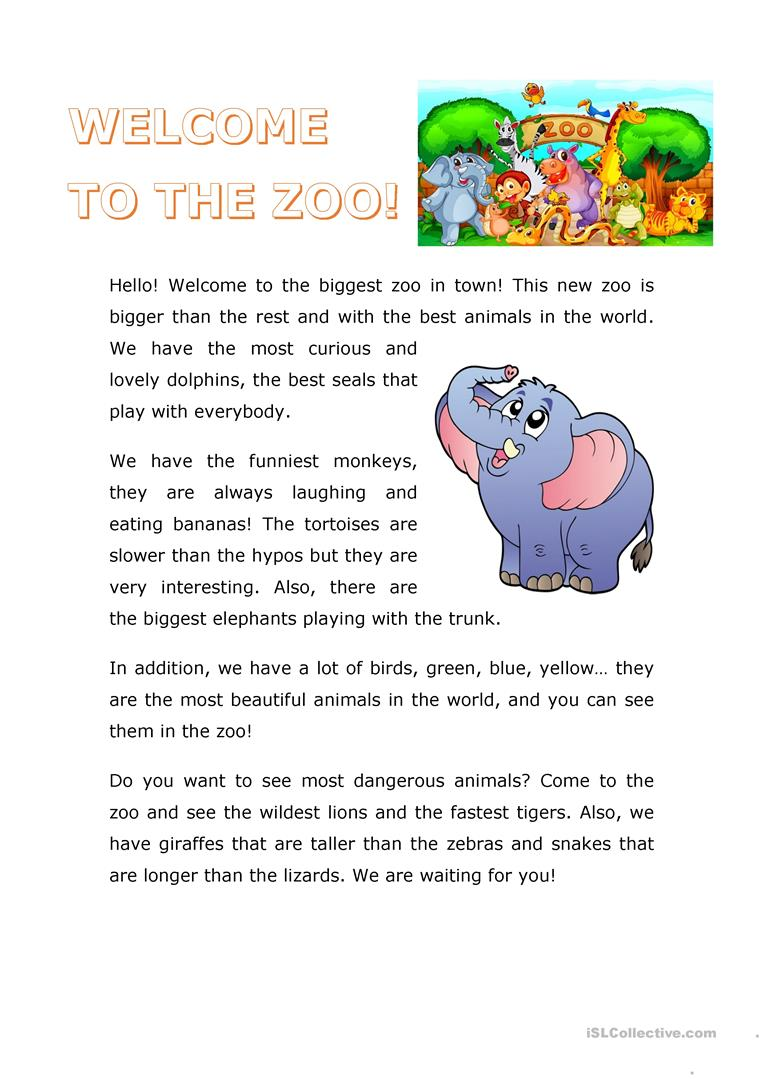 WELCOME
TO THE ZOO!
ZOO
Hello! Welcome to the biggest zoo in town! This new zoo is
bigger than the rest and with the best animals in the world.
We have the most curious and
lovely dolphins, the best seals that
play with everybody.
We have the funniest monkeys,
they are always laughing and
eating bananas! The tortoises are
slower than the hypos but they are
very interesting. Also, there are
the biggest elephants playing with the trunk.
In addition, we have a lot of birds, green, blue, yellow… they
are the most beautiful animals in the world, and you can see
them in the zoo!
Do you want to see most dangerous animals? Come to the
zoo and see the wildest lions and the fastest tigers. Also, we
have giraffes that are taller than the zebras and snakes that
are longer than the lizards. We are waiting for you!
iSLCollective.com